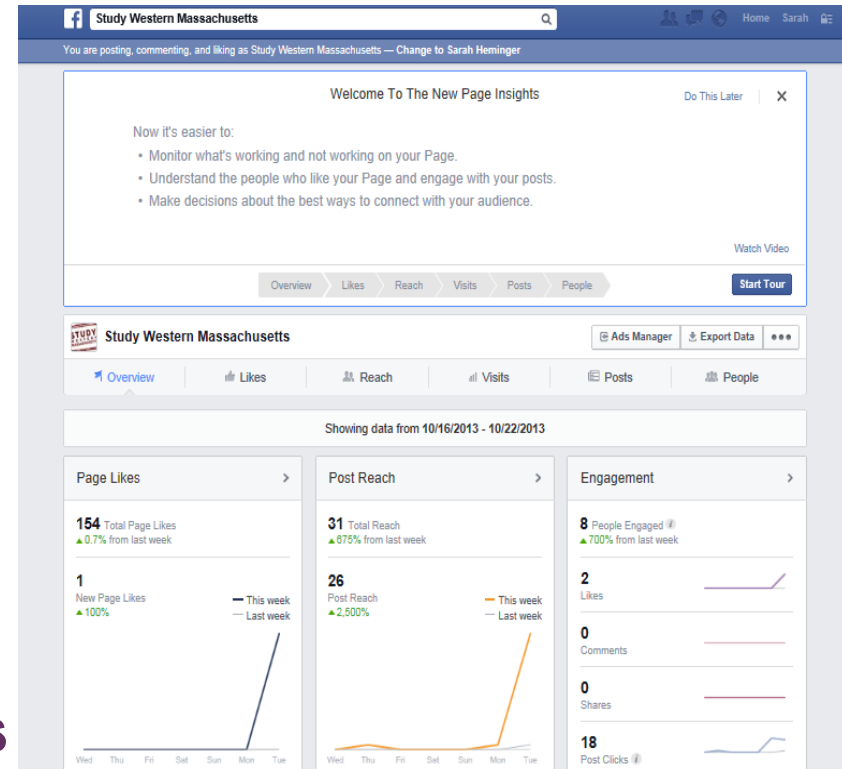 Study Western Massachusetts
Home Sarah
You are posting, commenting, and liking as Study Western Massachusetts — Change to Sarah Heminger
Welcome To The New Page Insights
Do This Later
Now it's easier to:
• Monitor what's working and not working on your Page.
• Understand the people who like your Page and engage with your posts.
• Make decisions about the best ways to connect with your audience.
Watch Video
Overview Likes Reach Visits Posts People
Start Tour
STUDY
Study Western Massachusetts
Ads Manager Export Data
Overview Likes Reach Visits Posts People
Showing data from 10/16/2013 - 10/22/2013
Page Likes
154 Total Page Likes
▲ 0.7% from last week
1
New Page Likes
▲ 100%
This week
Last week
Wed Thu Fri Sat Sun Mon Tue
Post Reach
31 Total Reach
▲ 675% from last week
26
Post Reach
▲ 2,500%
This week
Last week
Wed Thu Fri Sat Sun Mon Tue
Engagement
8 People Engaged
▲ 700% from last week
2
Likes
0
Comments
0
Shares
18
Post Clicks
s